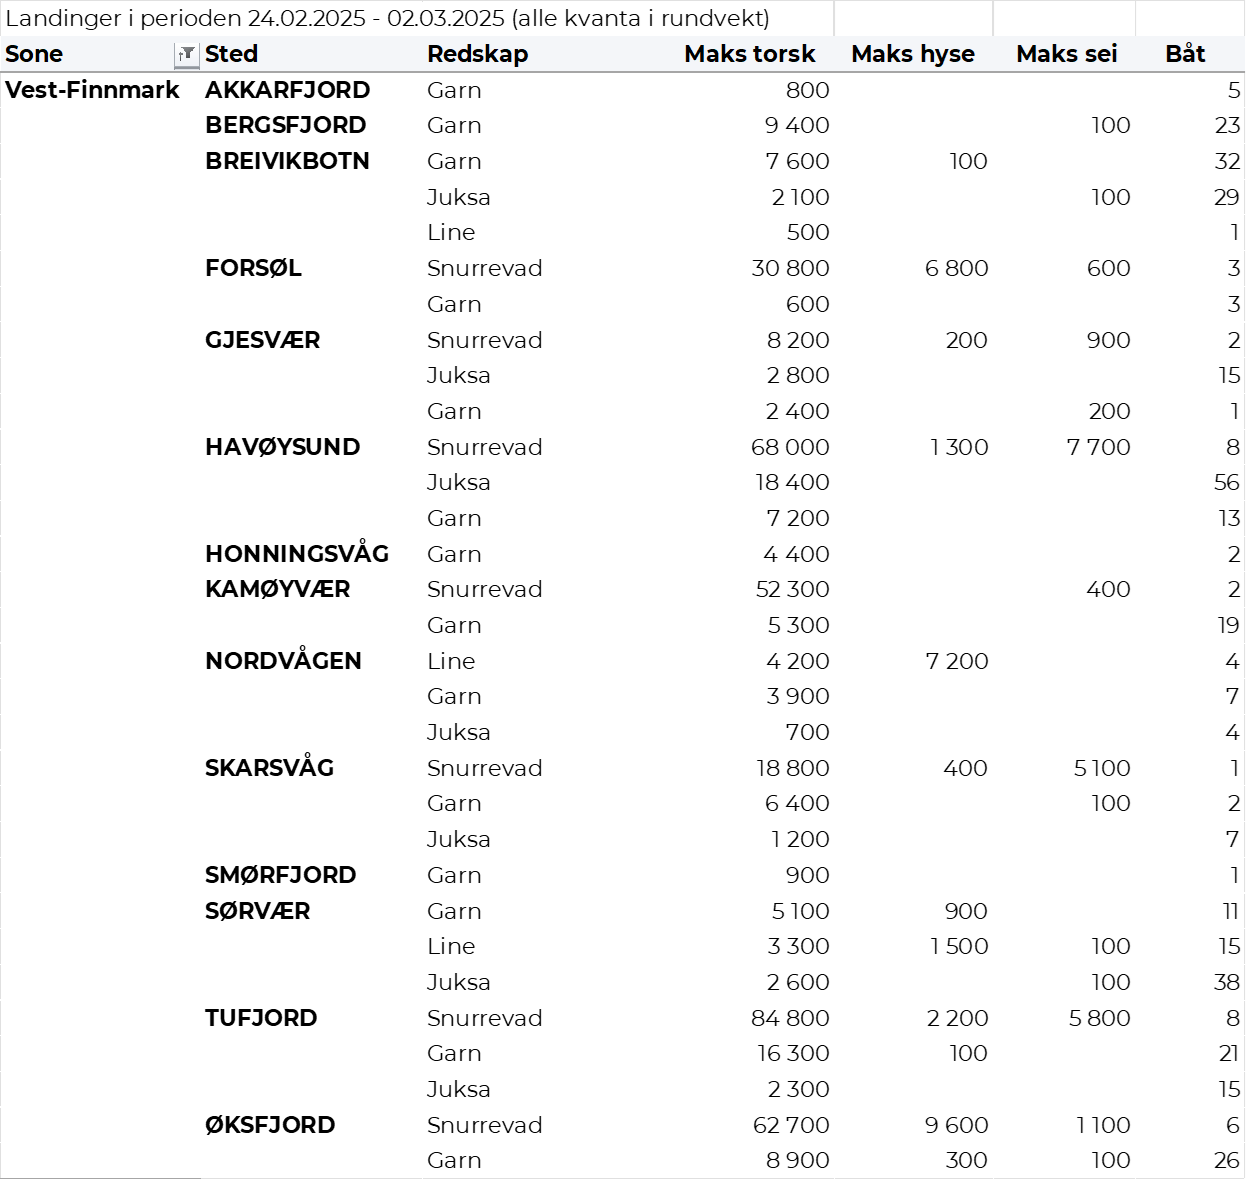 Landinger i perioden 24.02.2025 - 02.03.2025 (alle kvanta i rundvekt)
Sone Sted Redskap Maks torsk Maks hyse Maks sei Båt
Vest-Finnmark AKKARFJORD Garn 800 5
BERGSFJORD Garn 9 400 100 23
BREIVIKBOTN Garn 7 600 100 32
Juksa 2 100 100 29
Line 500 1
FORSØL Snurrevad 30 800 6 800 600 3
Garn 600 3
GJESVÆR Snurrevad 8 200 200 900 2
Juksa 2 800 15
Garn 2 400 200 1
HAVØYSUND Snurrevad 68 000 1 300 7 700 8
Juksa 18 400 56
Garn 7 200 13
HONNINGSVÅG Garn 4 400 2
KAMØYVÆR Snurrevad 52 300 400 2
Garn 5 300 19
NORDVÅGEN Line 4 200 7 200 4
Garn 3 900 7
Juksa 700 4
SKARSVÅG Snurrevad 18 800 400 5 100 1
Garn 6 400 100 2
Juksa 1 200 7
SMØRFJORD Garn 900 1
SØRVÆR Garn 5 100 900 11
Line 3 300 1 500 100 15
Juksa 2 600 100 38
TUFJORD Snurrevad 84 800 2 200 5 800 8
Garn 16 300 100 21
Juksa 2 300 15
ØKSFJORD Snurrevad 62 700 9 600 1 100 6
Garn 8 900 300 100 26